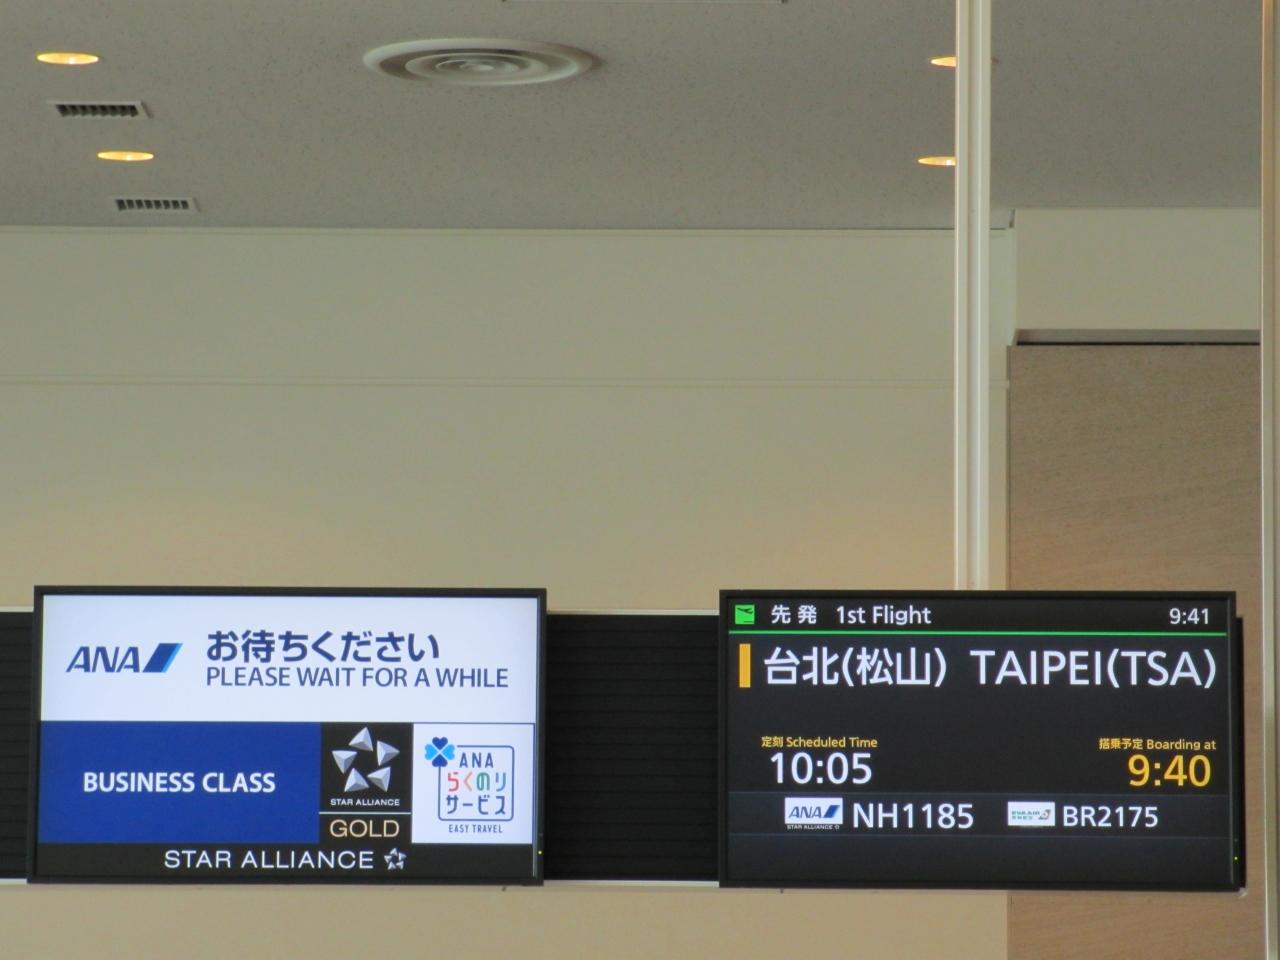 ANA お待ちください
PLEASE WAIT FOR A WHILE
BUSINESS CLASS
STAR ALLIANCE
GOLD
ANA
らくのり
サービス
EASY TRAVEL
STAR ALLIANCE
先発 1st Flight 9:41
台北(松山) TAIPEI(TSA)
定刻 Scheduled Time 搭乗予定 Boarding at
10:05 9:40
ANA NH1185 BR2175
STAR ALLIANCE